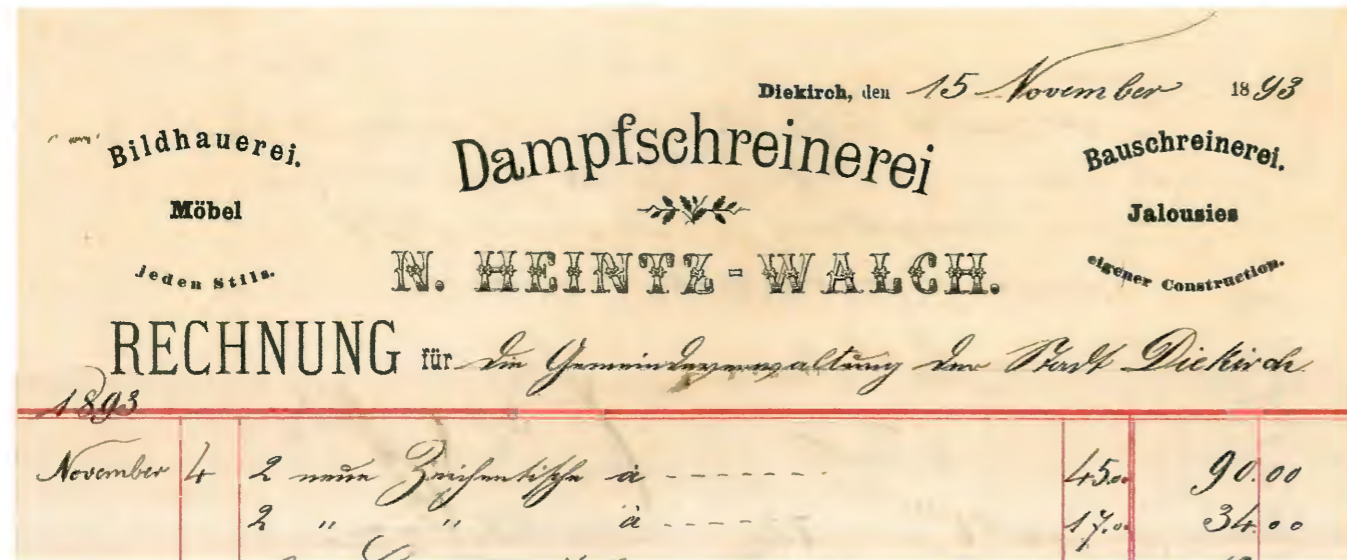 Diekirch, den 15 November 1893
Bildhauerei.
Möbel
jeden Stils.
Dampfschreinerei
N. HEINTZ-WALCH.
Bauschreinerei.
Jalousies
eigener Construction.
RECHNUNG für die Gemeindeverwaltung der Stadt Diekirch
1893
November 4 2 neue Zeichentische à - - - - - - - 45.00 90.00
2 " " à - - - - - 17.00 34.00